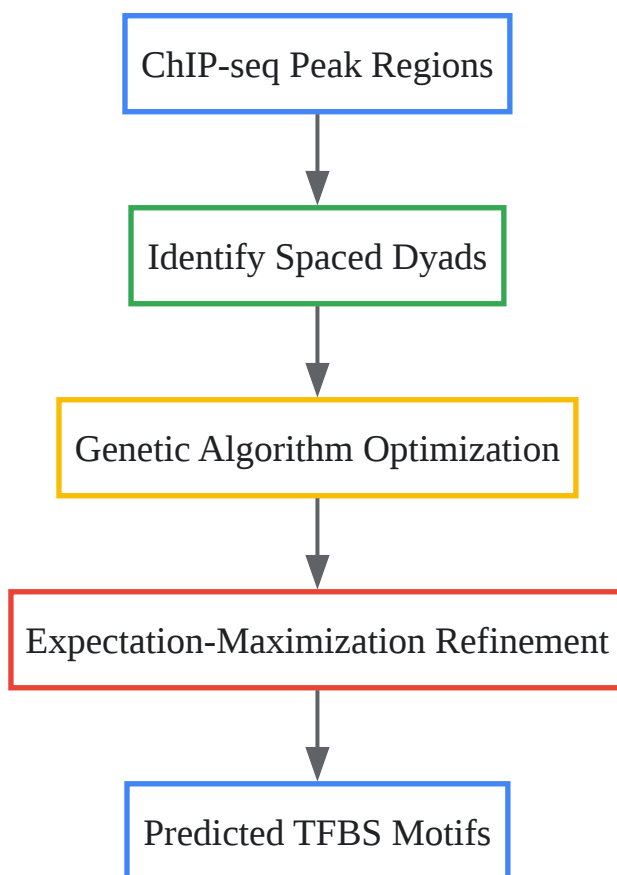 ChIP-seq Peak Regions
Identify Spaced Dyads
Genetic Algorithm Optimization
Expectation-Maximization Refinement
Predicted TFBS Motifs